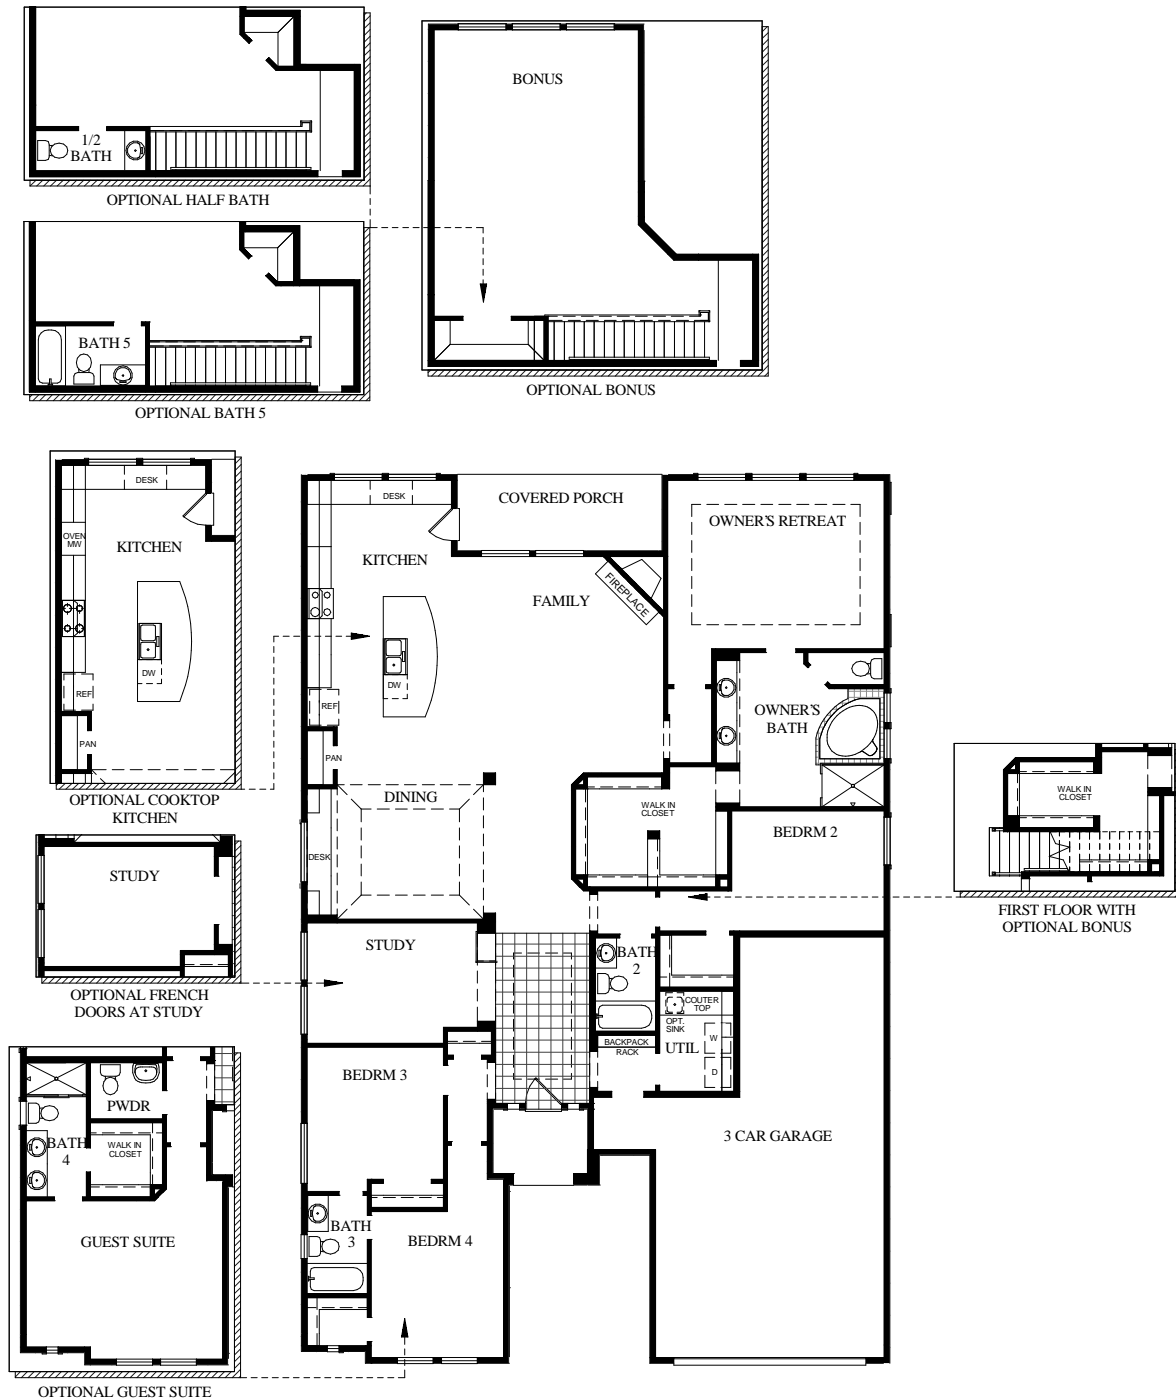 1/2
BATH
OPTIONAL HALF BATH
BATH 5
OPTIONAL BATH 5
BONUS
OPTIONAL BONUS
DESK
OVEN
MW
KITCHEN
DW
REF
PAN
OPTIONAL COOKTOP
KITCHEN
STUDY
OPTIONAL FRENCH
DOORS AT STUDY
PWDR
BATH
4
WALK IN
CLOSET
GUEST SUITE
OPTIONAL GUEST SUITE
DESK
COVERED PORCH
OWNER'S RETREAT
KITCHEN
FAMILY
FIREPLACE
DW
REF
PAN
OWNER'S
BATH
DINING
DESK
WALK IN
CLOSET
BEDRM 2
STUDY
BATH
2
COUTER
TOP
OPT.
SINK
W
UTIL
D
BACKPACK
RACK
BEDRM 3
3 CAR GARAGE
BATH
3
BEDRM 4
WALK IN
CLOSET
FIRST FLOOR WITH
OPTIONAL BONUS